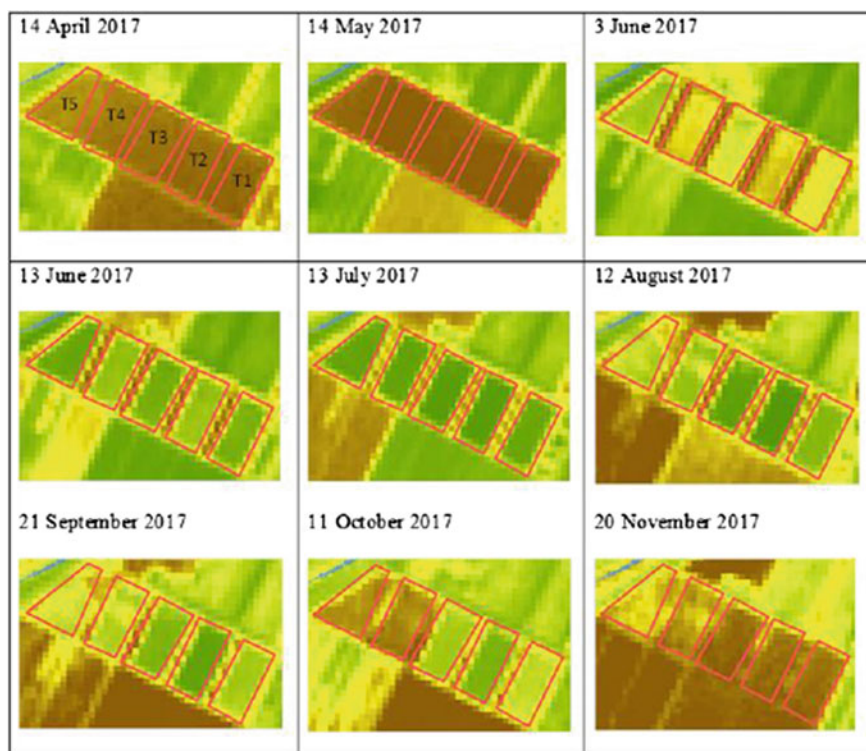 14 April 2017
14 May 2017
3 June 2017
T5
T4
T3
T2
T1
13 June 2017
13 July 2017
12 August 2017
21 September 2017
11 October 2017
20 November 2017